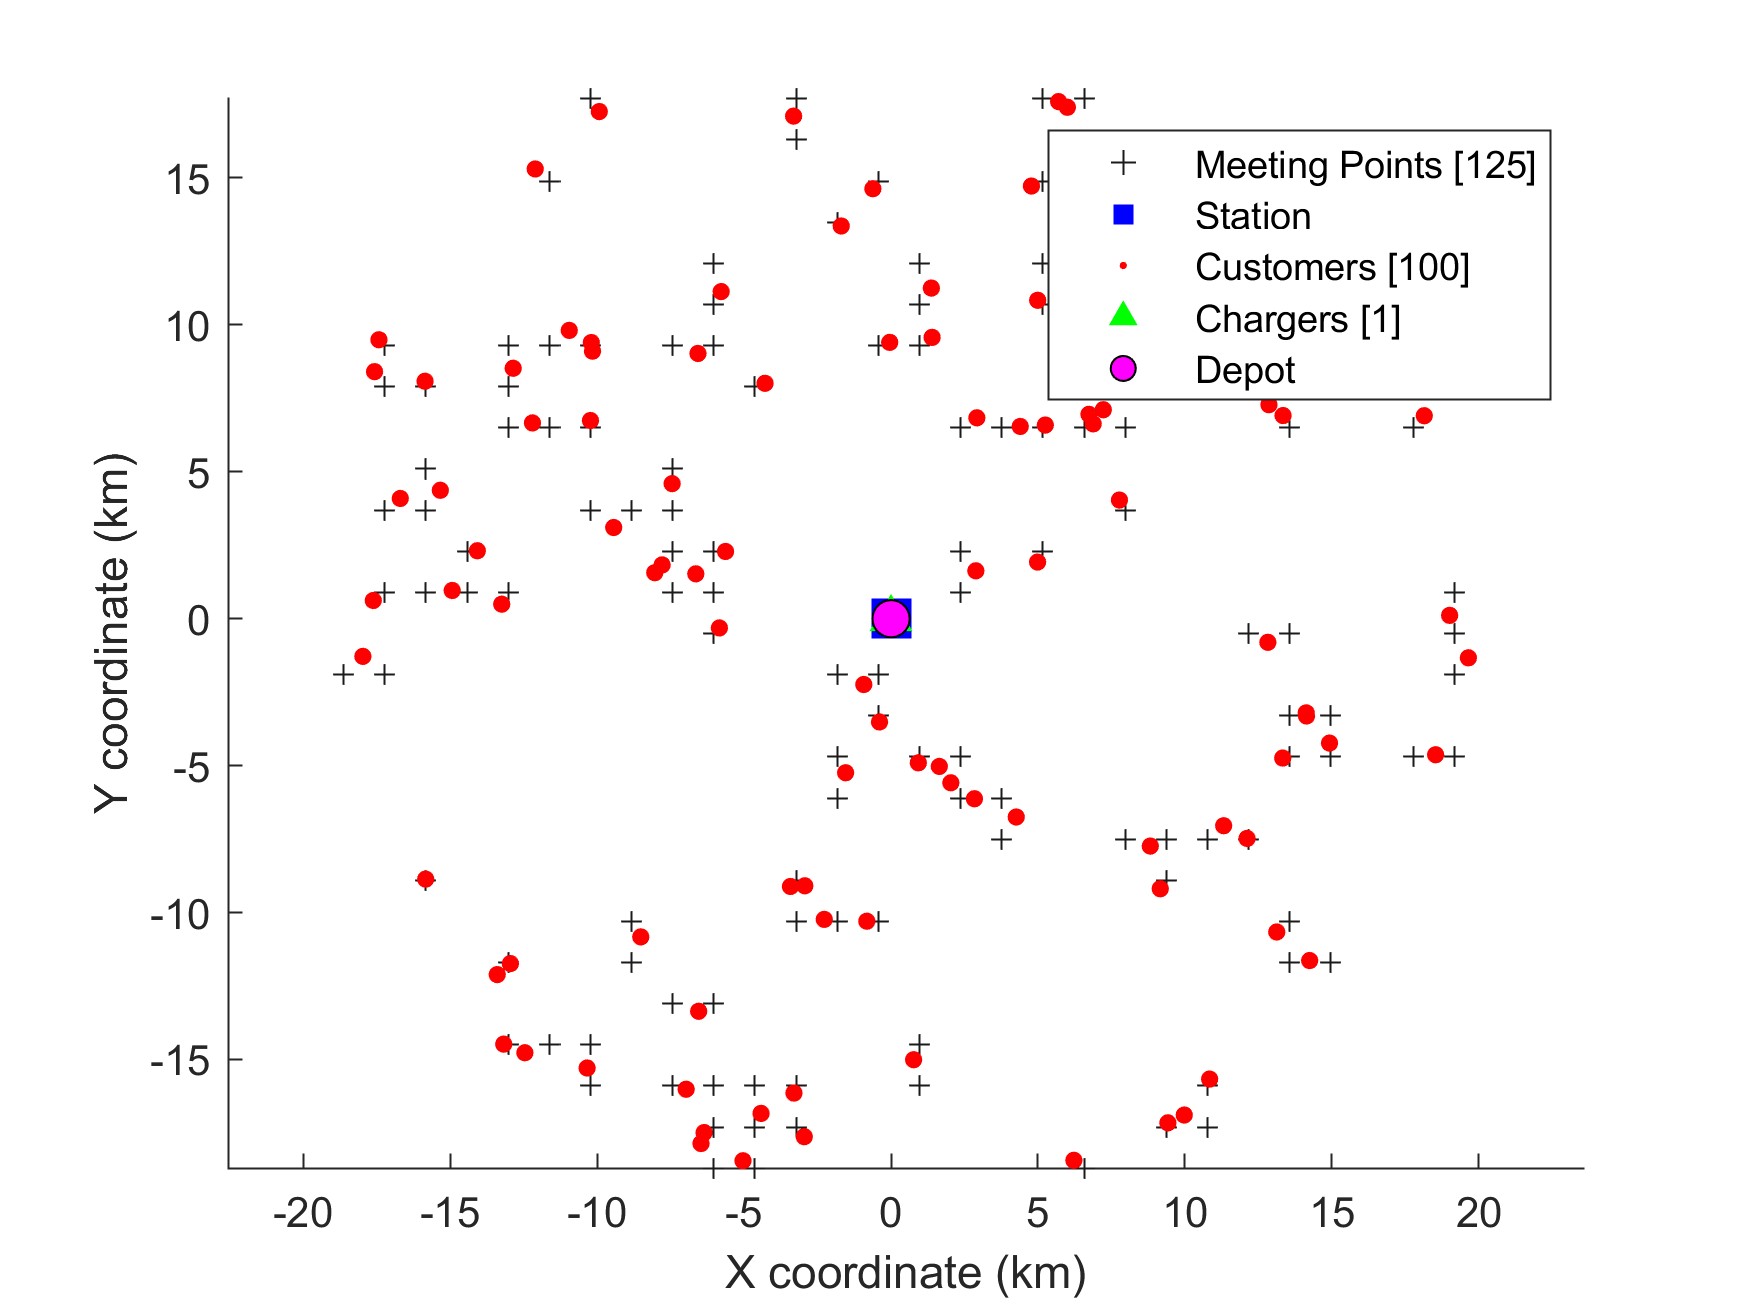 15
10
5
0
-5
-10
-15
Y coordinate (km)
Meeting Points [125]
Station
Customers [100]
Chargers [1]
Depot
-20 -15 -10 -5 0 5 10 15 20
X coordinate (km)